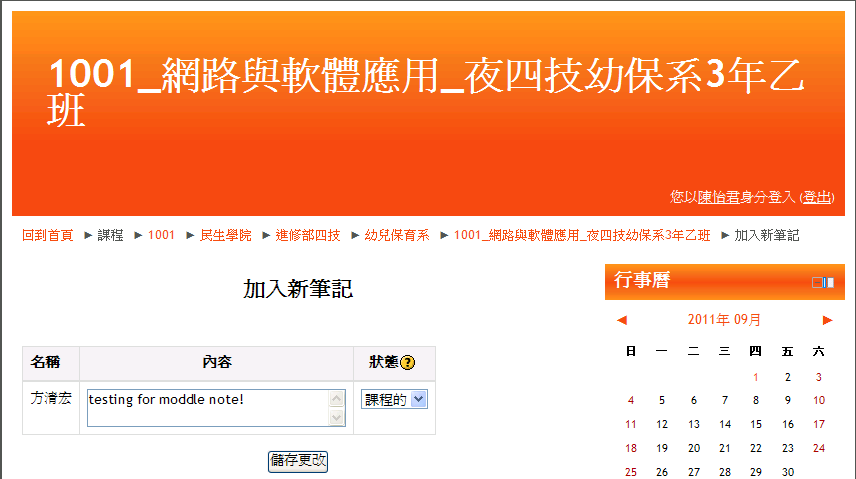 1001_網路與軟體應用_夜四技幼保系3年乙
班
您以陳怡君身分登入 (登出)
回到首頁 ► 課程 ► 1001 ► 民生學院 ► 進修部四技 ► 幼兒保育系 ► 1001_網路與軟體應用_夜四技幼保系3年乙班 ► 加入新筆記
加入新筆記
名稱 內容 狀態 ?
方清宏 testing for moddle note! 課程的
儲存更改
行事曆
◄ 2011年 09月 ►
日 一 二 三 四 五 六
1 2 3
4 5 6 7 8 9 10
11 12 13 14 15 16 17
18 19 20 21 22 23 24
25 26 27 28 29 30